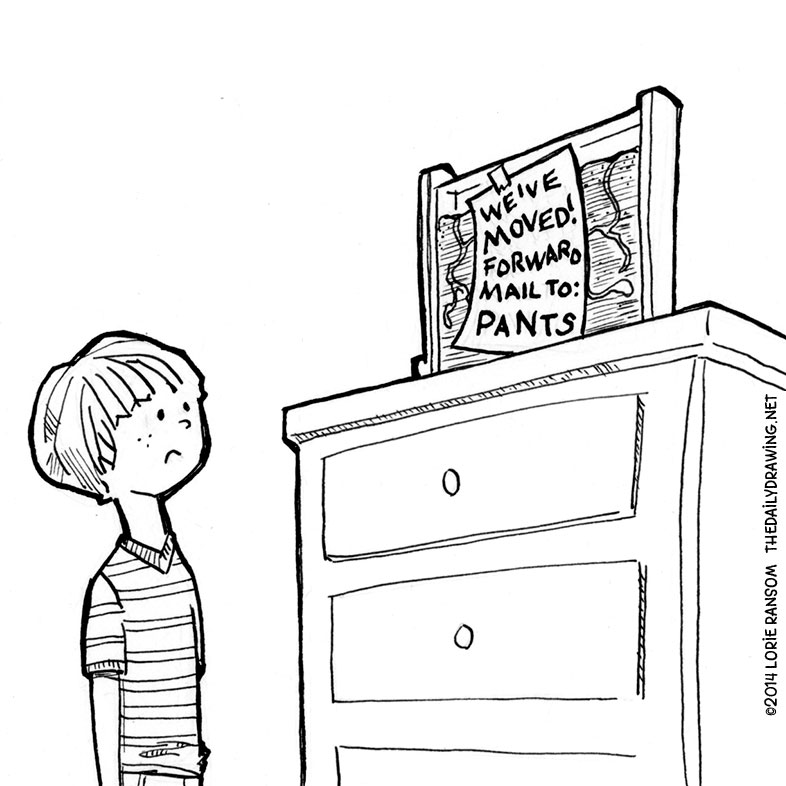 WE'VE
MOVED!
FORWARD
MAIL TO:
PANTS
©2014 LORIE RANSOM THEDAILYDRAWING.NET